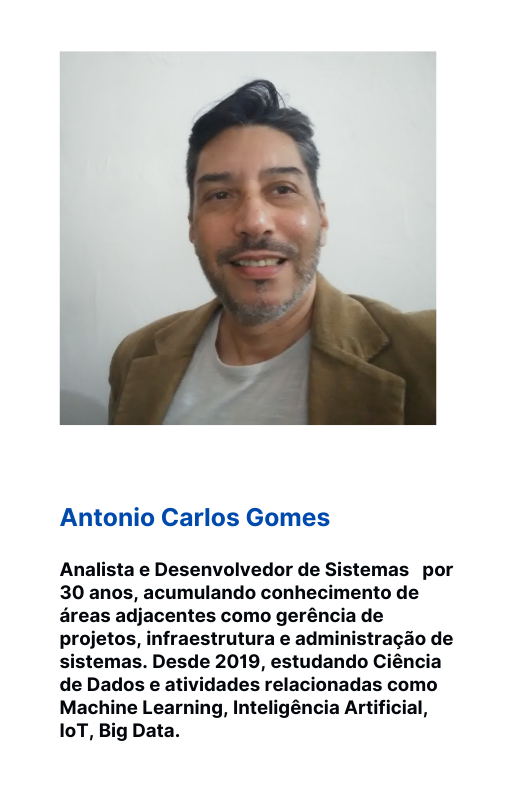 Antonio Carlos Gomes
Analista e Desenvolvedor de Sistemas por
30 anos, acumulando conhecimento de
áreas adjacentes como gerência de
projetos, infraestrutura e administração de
sistemas. Desde 2019, estudando Ciência
de Dados e atividades relacionadas como
Machine Learning, Inteligência Artificial,
IoT, Big Data.